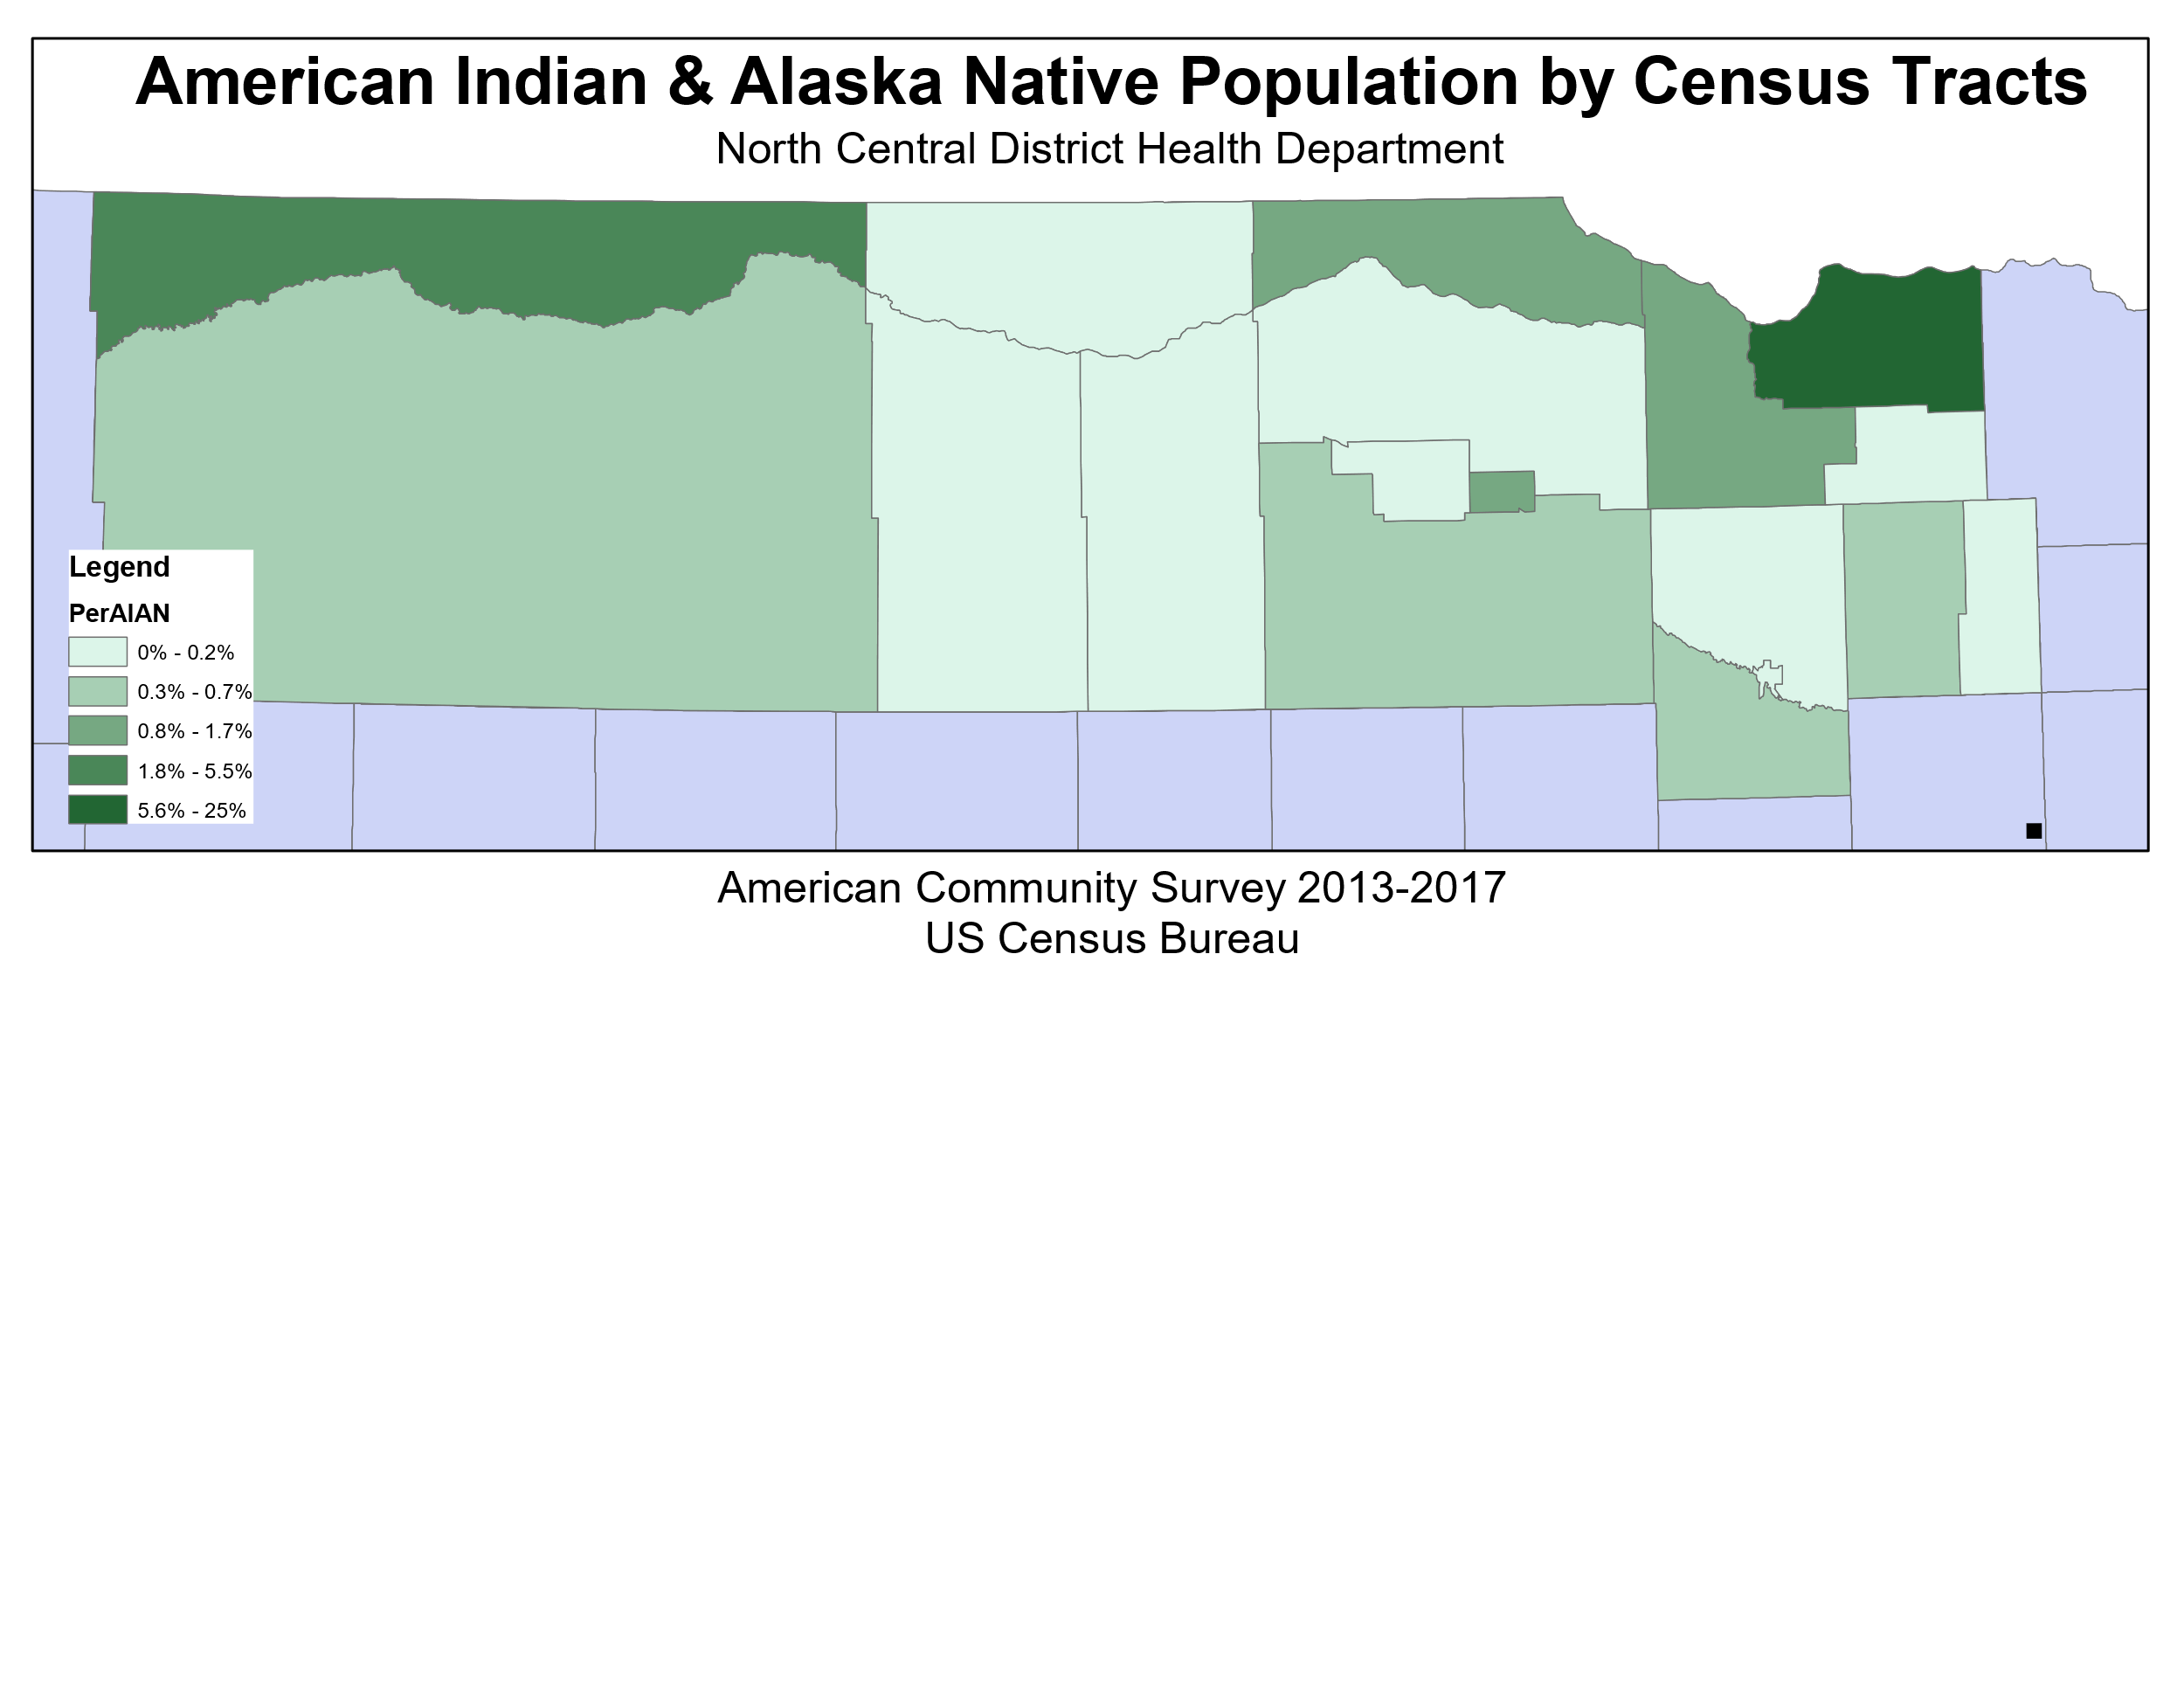 American Indian & Alaska Native Population by Census Tracts
North Central District Health Department
Legend
PerAIAN
0% - 0.2%
0.3% - 0.7%
0.8% - 1.7%
1.8% - 5.5%
5.6% - 25%
American Community Survey 2013-2017
US Census Bureau